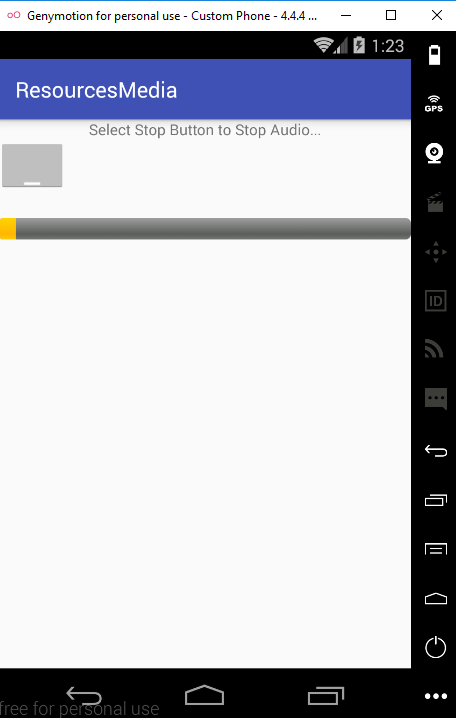 Genymotion for personal use - Custom Phone - 4.4.4 ...
1:23
ResourcesMedia
Select Stop Button to Stop Audio...
GPS
ID
free for personal use